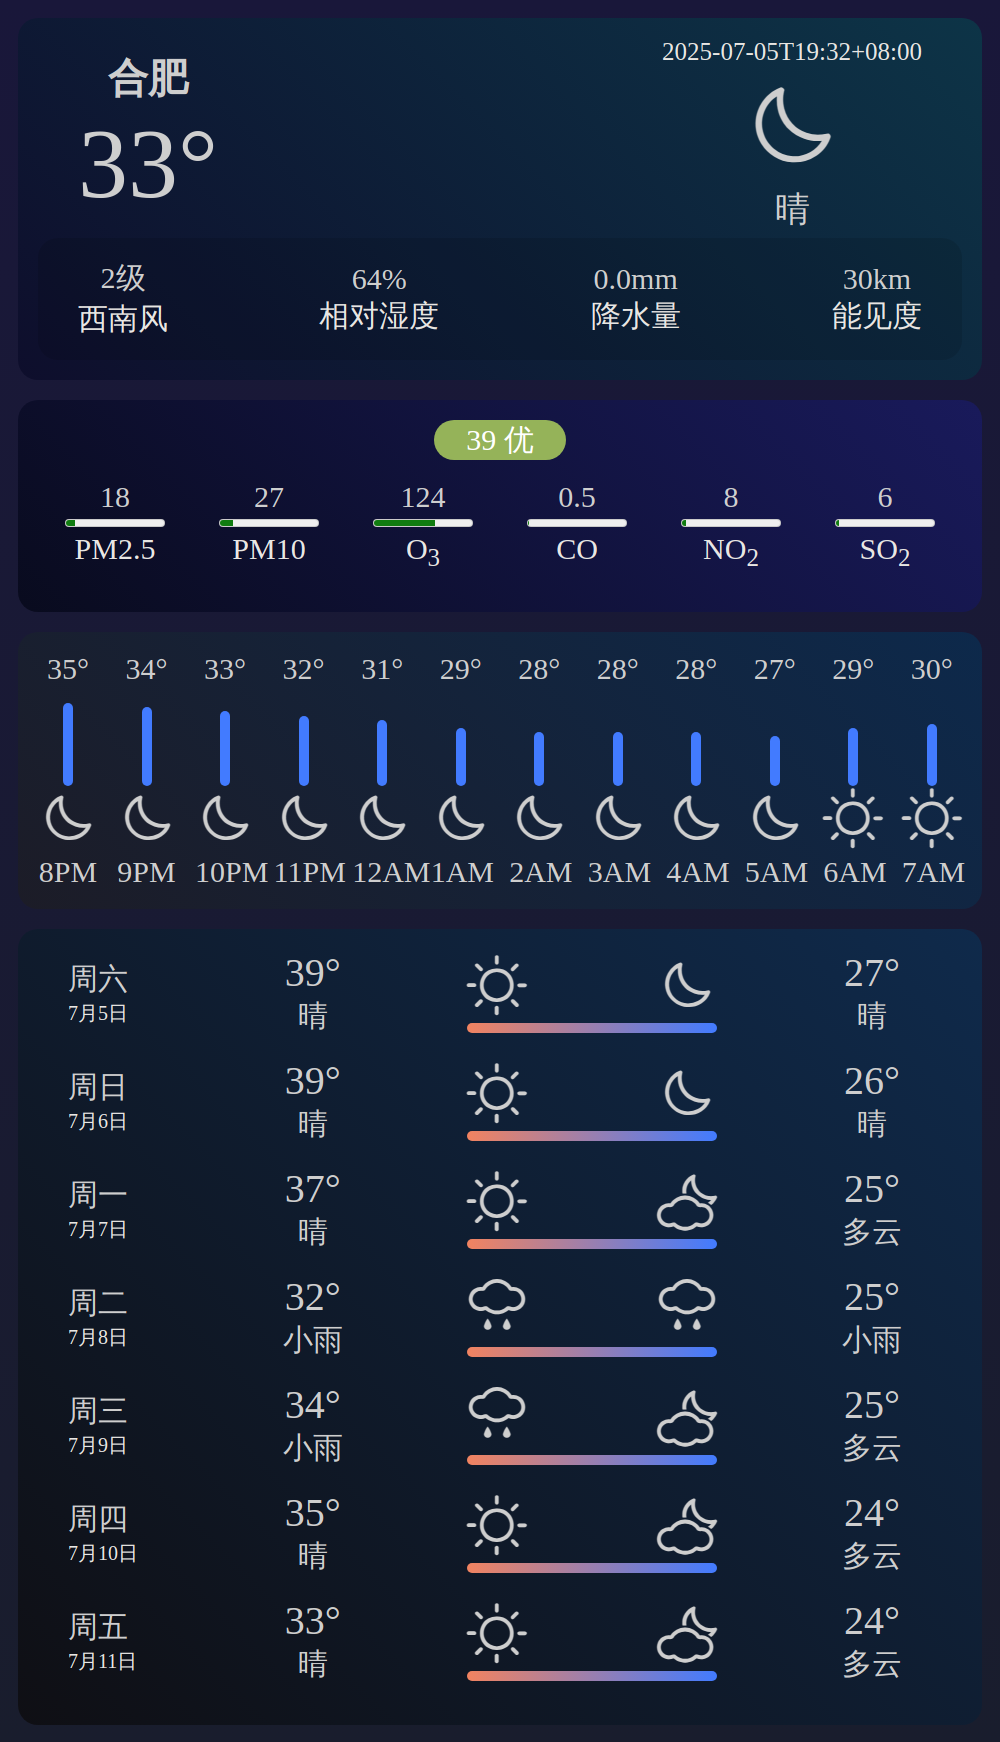 合肥
33°
2025-07-05T19:32+08:00
晴
2级 64% 0.0mm 30km
西南风 相对湿度 降水量 能见度
39 优
18 27 124 0.5 8 6
PM2.5 PM10 O3 CO NO2 SO2
35° 34° 33° 32° 31° 29° 28° 28° 28° 27° 29° 30°
8PM 9PM 10PM 11PM 12AM 1AM 2AM 3AM 4AM 5AM 6AM 7AM
周六 39° 27°
7月5日 晴 晴
周日 39° 26°
7月6日 晴 晴
周一 37° 25°
7月7日 晴 多云
周二 32° 25°
7月8日 小雨 小雨
周三 34° 25°
7月9日 小雨 多云
周四 35° 24°
7月10日 晴 多云
周五 33° 24°
7月11日 晴 多云